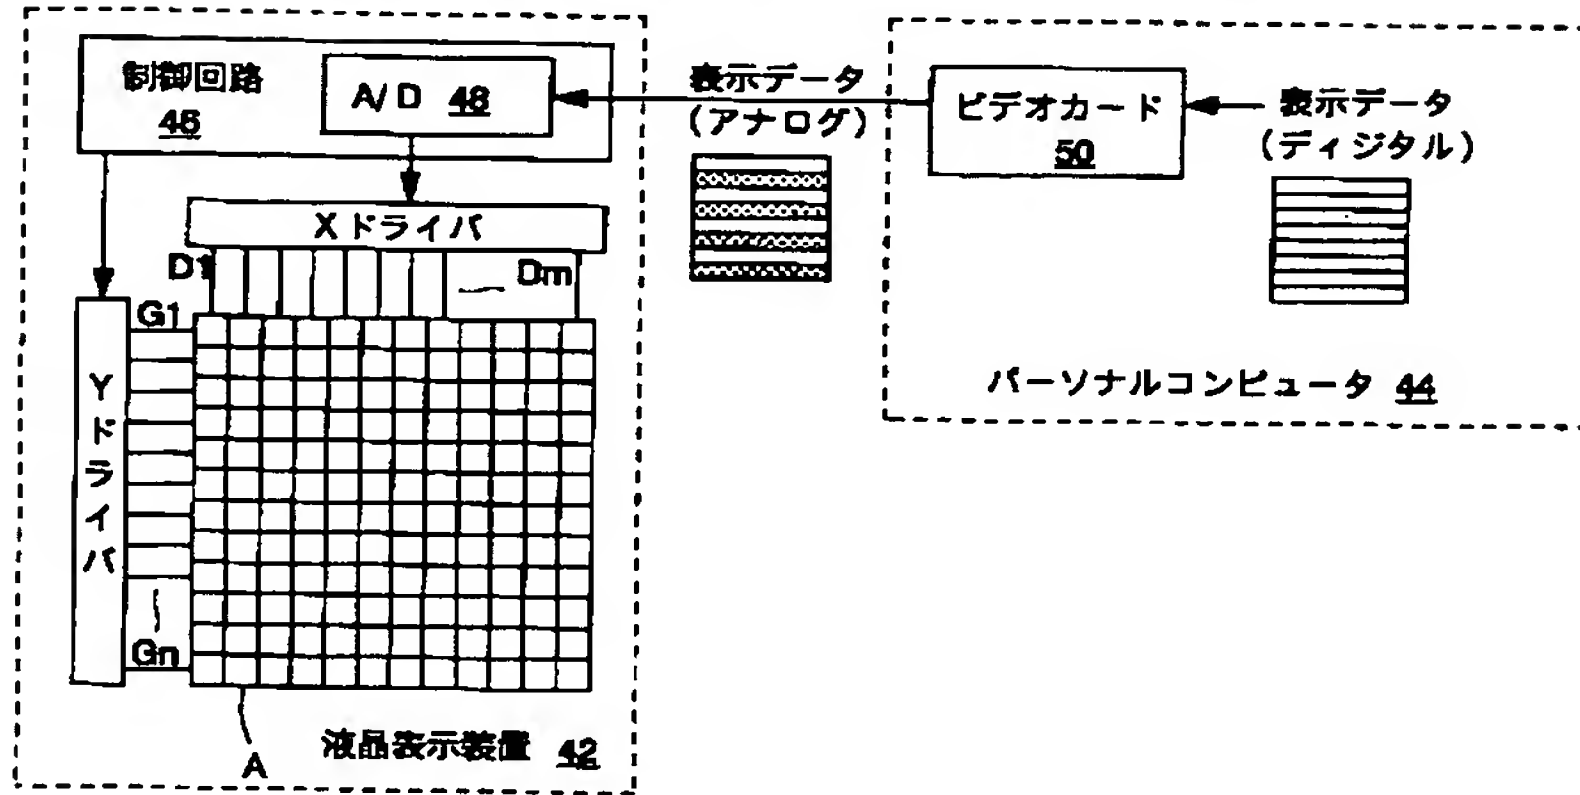 制御回路
46
A/D 48
表示データ
(アナログ)
ビデオカード
50
表示データ
(ディジタル)
Xドライバ
D1
Dm
G1
Yドライバ
Gn
パーソナルコンピュータ 44
液晶表示装置 42
A